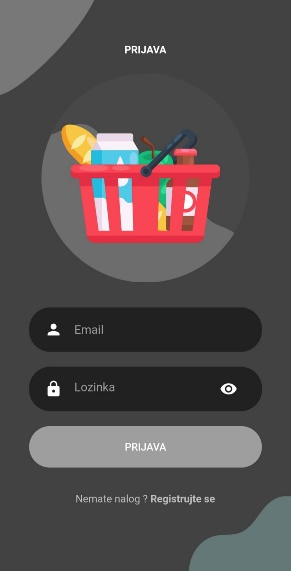 PRIJAVA
Email
Lozinka
PRIJAVA
Nemate nalog ? Registrujte se